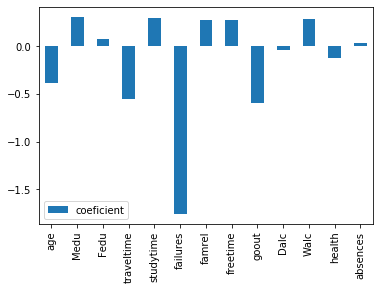 0.0
−0.5
−1.0
−1.5
coeficient
age
Medu
Fedu
traveltime
studytime
failures
famrel
freetime
goout
Dalc
Walc
health
absences